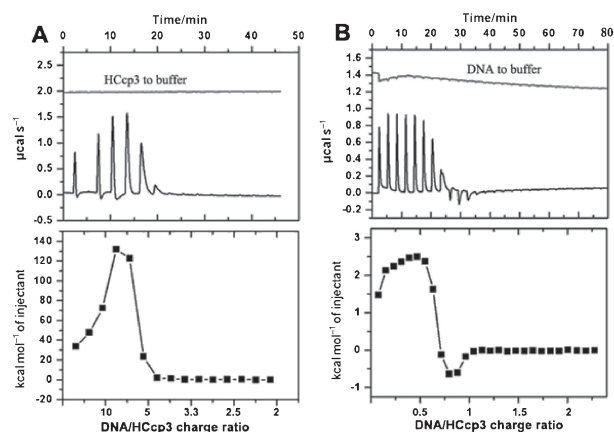 A
Time/min
0 10 20 30 40 50
2.5
2.0
1.5
1.0
0.5
0.0
-0.5
µcal s⁻¹
HCcp3 to buffer
140
120
100
80
60
40
20
0
-20
kcal mol⁻¹ of injectant
10 5 3.3 2.5 2
DNA/HCcp3 charge ratio
B
Time/min
0 10 20 30 40 50 60 70 80
1.6
1.4
1.2
1.0
0.8
0.6
0.4
0.2
0.0
-0.2
µcal s⁻¹
DNA to buffer
3
2
1
0
-1
kcal mol⁻¹ of injectant
0.5 1 1.5 2
DNA/HCcp3 charge ratio